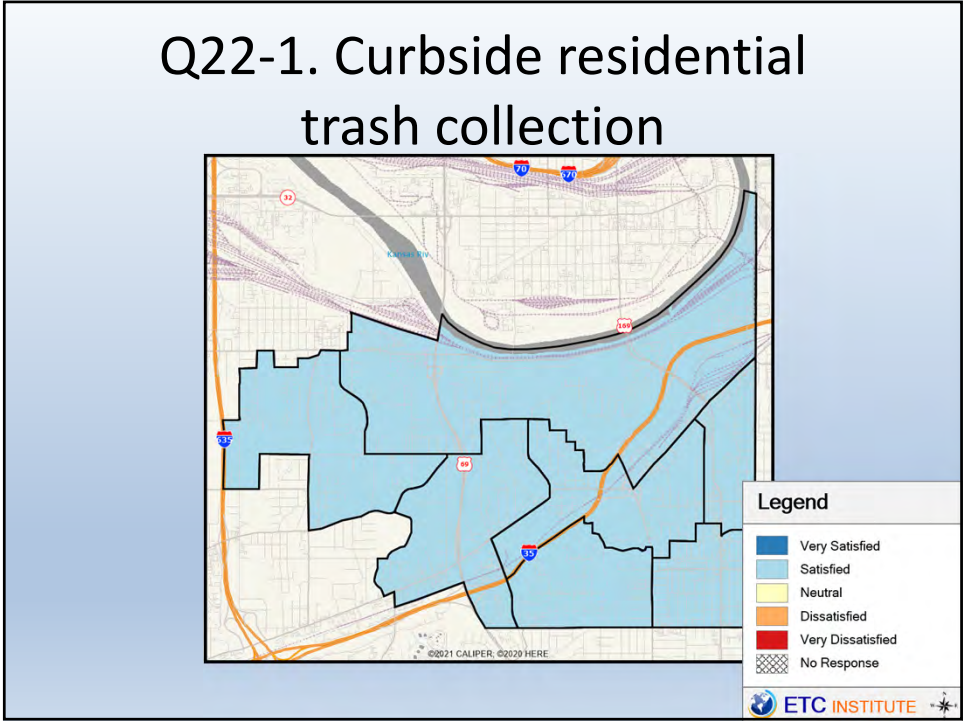 Q22-1. Curbside residential
trash collection
70
670
32
Kansas Riv
169
635
69
35
©2021 CALIPER; ©2020 HERE
Legend
Very Satisfied
Satisfied
Neutral
Dissatisfied
Very Dissatisfied
No Response
ETC INSTITUTE
N
W
E
S